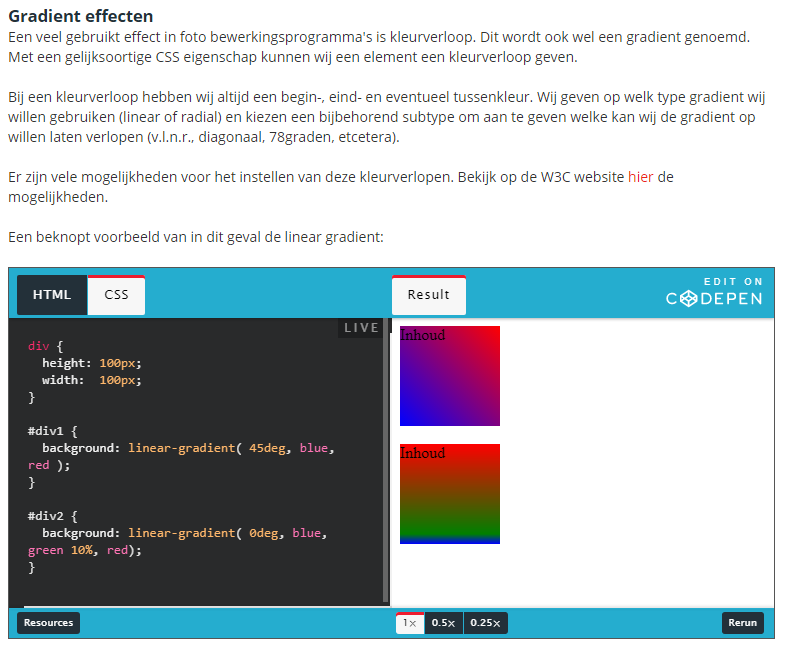 Gradient effecten
Een veel gebruikt effect in foto bewerkingsprogramma's is kleurverloop. Dit wordt ook wel een gradient genoemd.
Met een gelijksoortige CSS eigenschap kunnen wij een element een kleurverloop geven.
Bij een kleurverloop hebben wij altijd een begin-, eind- en eventueel tussenkleur. Wij geven op welk type gradient wij
willen gebruiken (linear of radial) en kiezen een bijbehorend subtype om aan te geven welke kan wij de gradient op
willen laten verlopen (v.l.n.r., diagonaal, 78graden, etcetera).
Er zijn vele mogelijkheden voor het instellen van deze kleurverlopen. Bekijk op de W3C website hier de
mogelijkheden.
Een beknopt voorbeeld van in dit geval de linear gradient:
HTML CSS
LIVE
div {
  height: 100px;
  width:  100px;
}
#div1 {
  background: linear-gradient( 45deg, blue,
red );
}
#div2 {
  background: linear-gradient( 0deg, blue,
green 10%, red);
}
Result
EDIT ON
CODEPEN
Inhoud
Inhoud
Resources
1x 0.5x 0.25x
Rerun